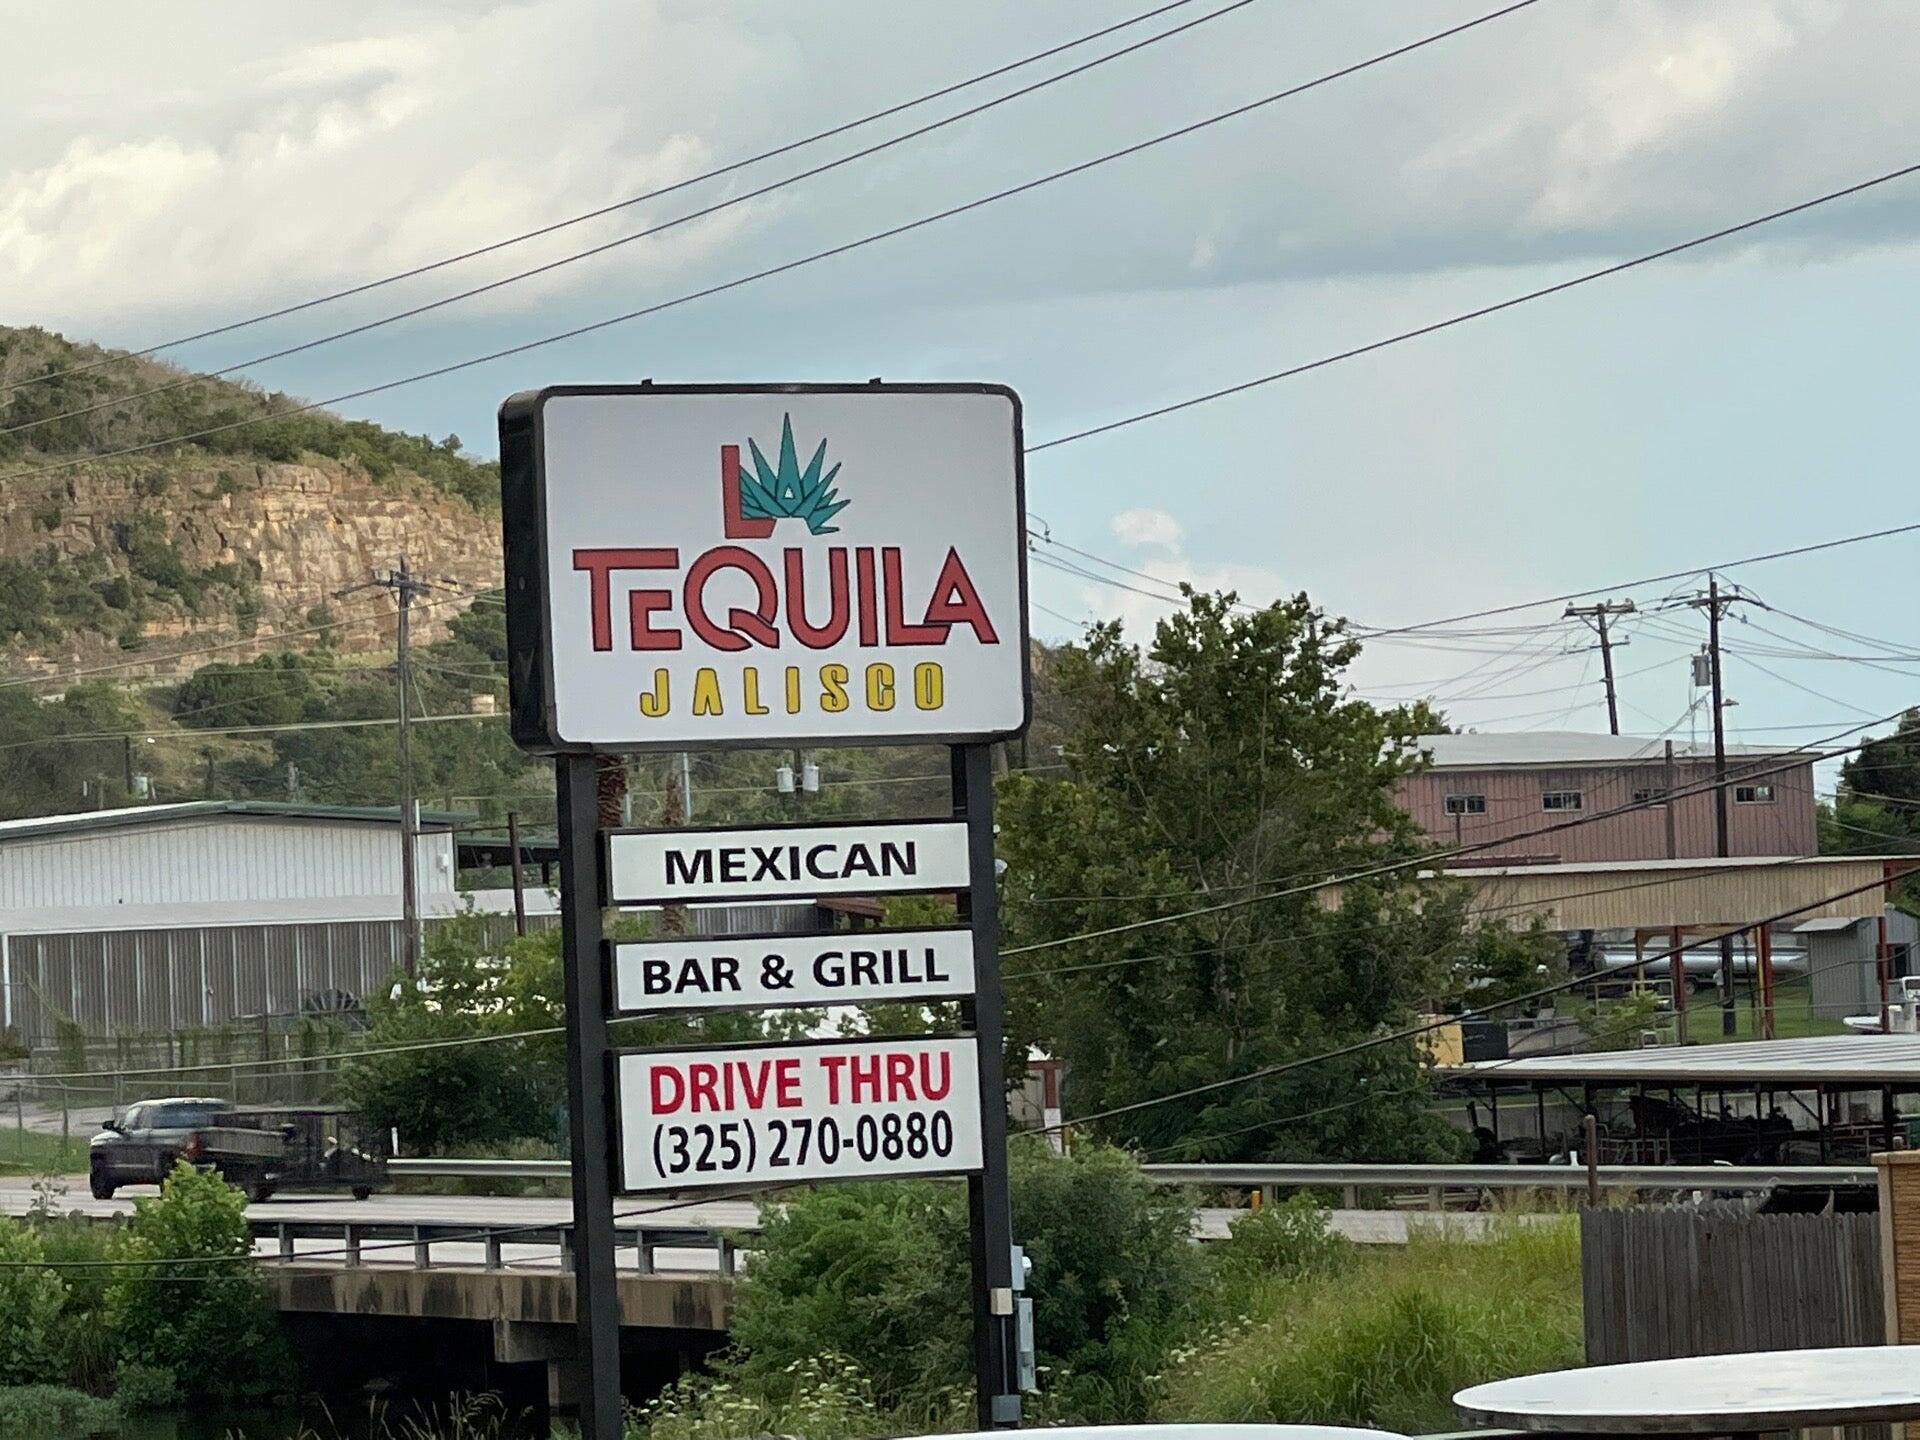 LA
TEQUILA
JALISCO
MEXICAN
BAR & GRILL
DRIVE THRU
(325) 270-0880